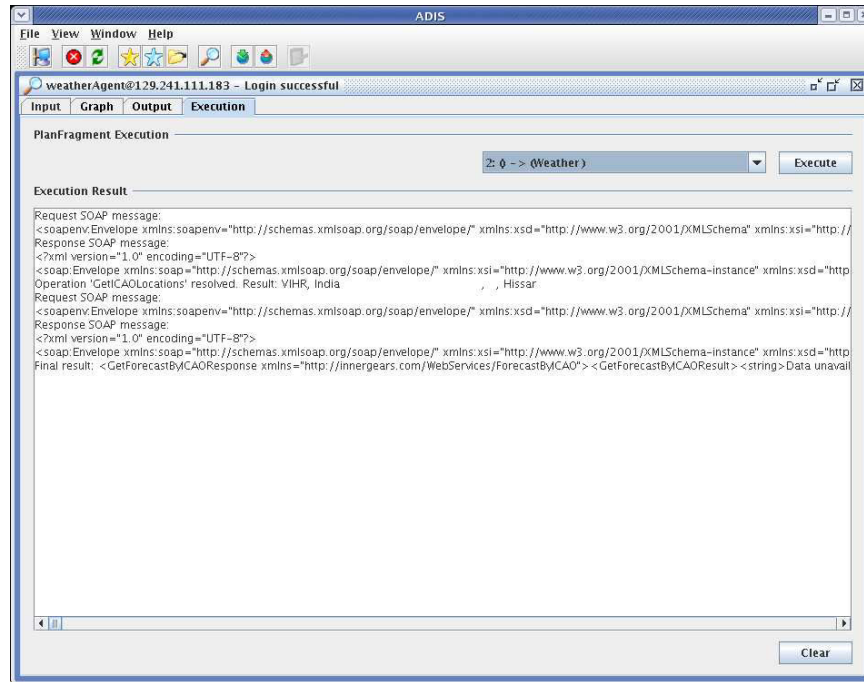 ADIS
File View Window Help
weatherAgent@129.241.111.183 - Login successful
Input Graph Output Execution
PlanFragment Execution
2: () -> (Weather) Execute
Execution Result
Request SOAP message:
<soapenv:Envelope xmlns:soapenv="http://schemas.xmlsoap.org/soap/envelope/" xmlns:xsd="http://www.w3.org/2001/XMLSchema" xmlns:xsi="http://
Response SOAP message:
<?xml version="1.0" encoding="UTF-8"?>
<soap:Envelope xmlns:soap="http://schemas.xmlsoap.org/soap/envelope/" xmlns:xsi="http://www.w3.org/2001/XMLSchema-instance" xmlns:xsd="http
Operation 'GetICAOLocations' resolved. Result: VIHR, India , , Hissar
Request SOAP message:
<soapenv:Envelope xmlns:soapenv="http://schemas.xmlsoap.org/soap/envelope/" xmlns:xsd="http://www.w3.org/2001/XMLSchema" xmlns:xsi="http://
Response SOAP message:
<?xml version="1.0" encoding="UTF-8"?>
<soap:Envelope xmlns:soap="http://schemas.xmlsoap.org/soap/envelope/" xmlns:xsi="http://www.w3.org/2001/XMLSchema-instance" xmlns:xsd="http
Final result: <GetForecastByICAOResponse xmlns="http://innergears.com/WebServices/ForecastByICAO"><GetForecastByICAOResult><string>Data unavail
Clear